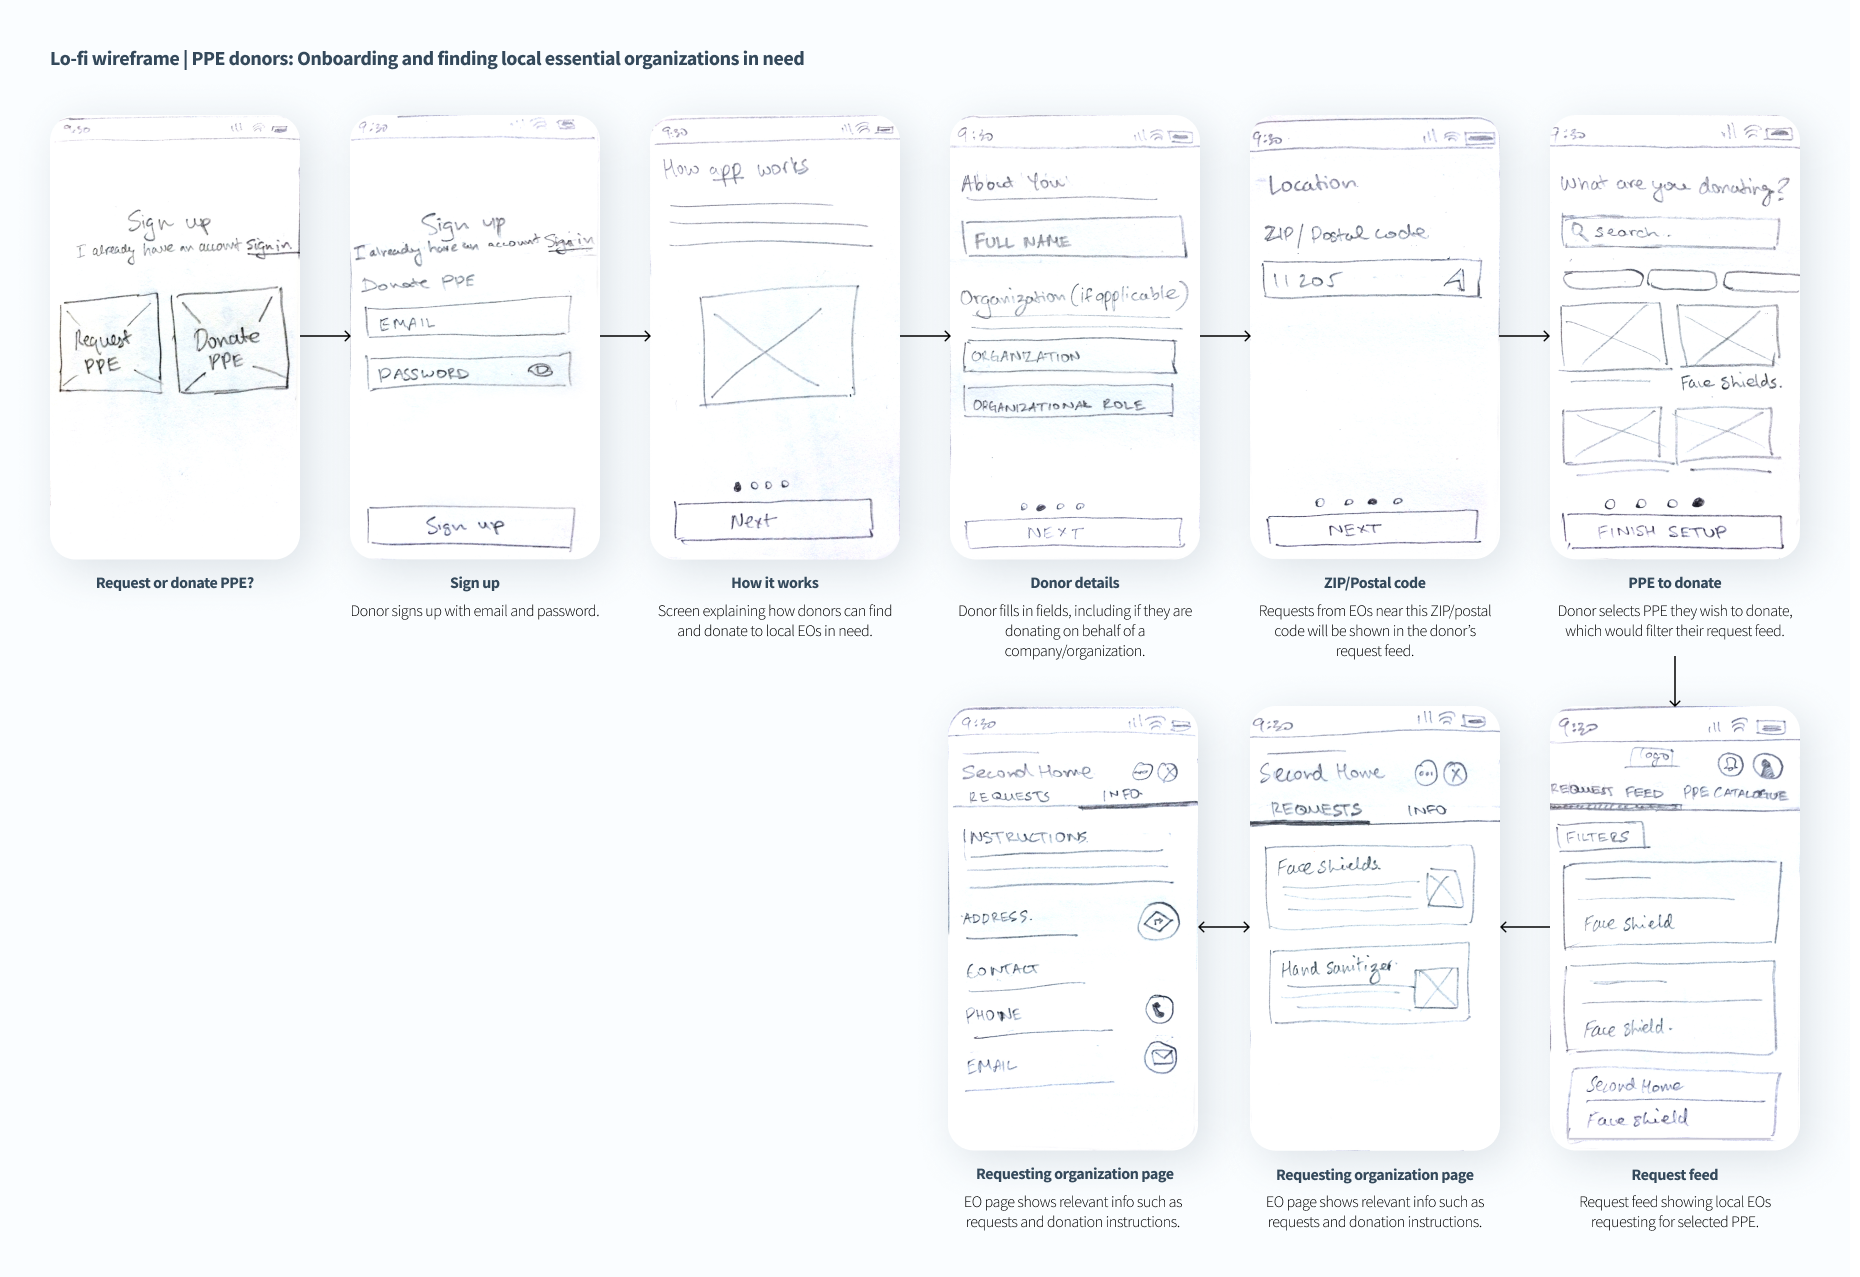 Lo-fi wireframe | PPE donors: Onboarding and finding local essential organizations in need
9:30
Sign up
I already have an account Sign in
Request
PPE
Donate
PPE
Request or donate PPE?
9:30
Sign up
I already have an account Sign in
Donate PPE
EMAIL
PASSWORD
Sign up
Sign up
Donor signs up with email and password.
9:30
How app works
Next
How it works
Screen explaining how donors can find
and donate to local EOs in need.
9:30
About You
FULL NAME
Organization (if applicable)
ORGANIZATION
ORGANIZATIONAL ROLE
NEXT
Donor details
Donor fills in fields, including if they are
donating on behalf of a
company/organization.
9:30
Location
ZIP/Postal code
11205
NEXT
ZIP/Postal code
Requests from EOs near this ZIP/postal
code will be shown in the donor's
request feed.
9:30
What are you donating?
search.
Face Shields.
FINISH SETUP
PPE to donate
Donor selects PPE they wish to donate,
which would filter their request feed.
9:30
Second Home
REQUESTS INFO
INSTRUCTIONS
ADDRESS.
CONTACT
PHONE
EMAIL
Requesting organization page
EO page shows relevant info such as
requests and donation instructions.
9:30
Second Home
REQUESTS INFO
Face shields.
Hand sanitizer.
Requesting organization page
EO page shows relevant info such as
requests and donation instructions.
9:30
logo
REQUEST FEED PPE CATALOGUE
FILTERS
Face shield
Face shield.
Second Home
Face shield
Request feed
Request feed showing local EOs
requesting for selected PPE.